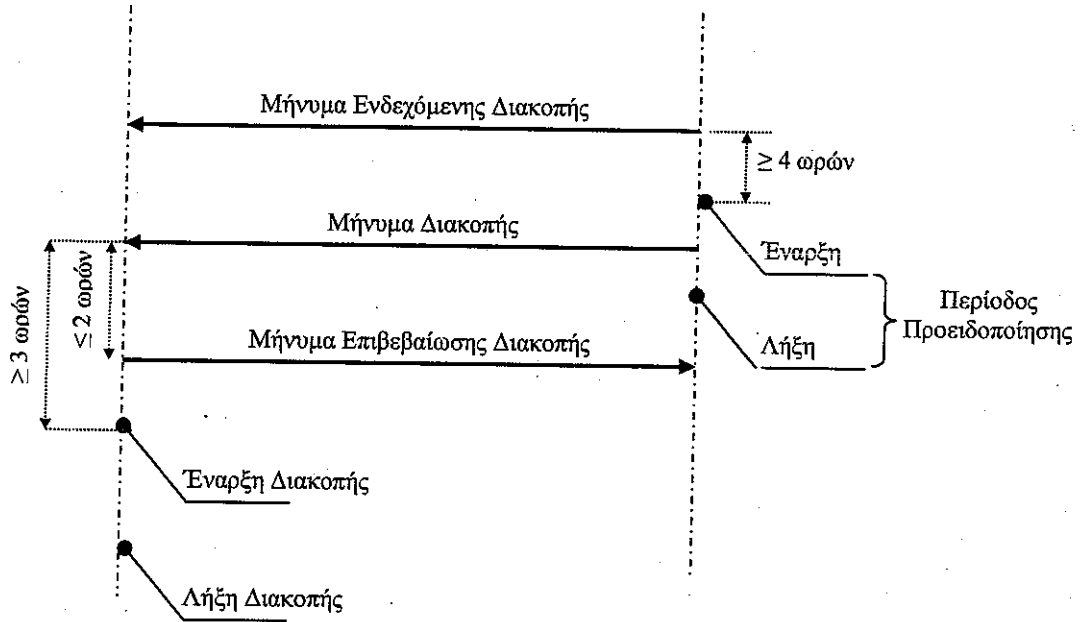 Μήνυμα Ενδεχόμενης Διακοπής
≥ 4 ωρών
Μήνυμα Διακοπής
Έναρξη
≥ 3 ωρών
≤ 2 ωρών
Περίοδος
Προειδοποίησης
Μήνυμα Επιβεβαίωσης Διακοπής
Λήξη
Έναρξη Διακοπής
Λήξη Διακοπής